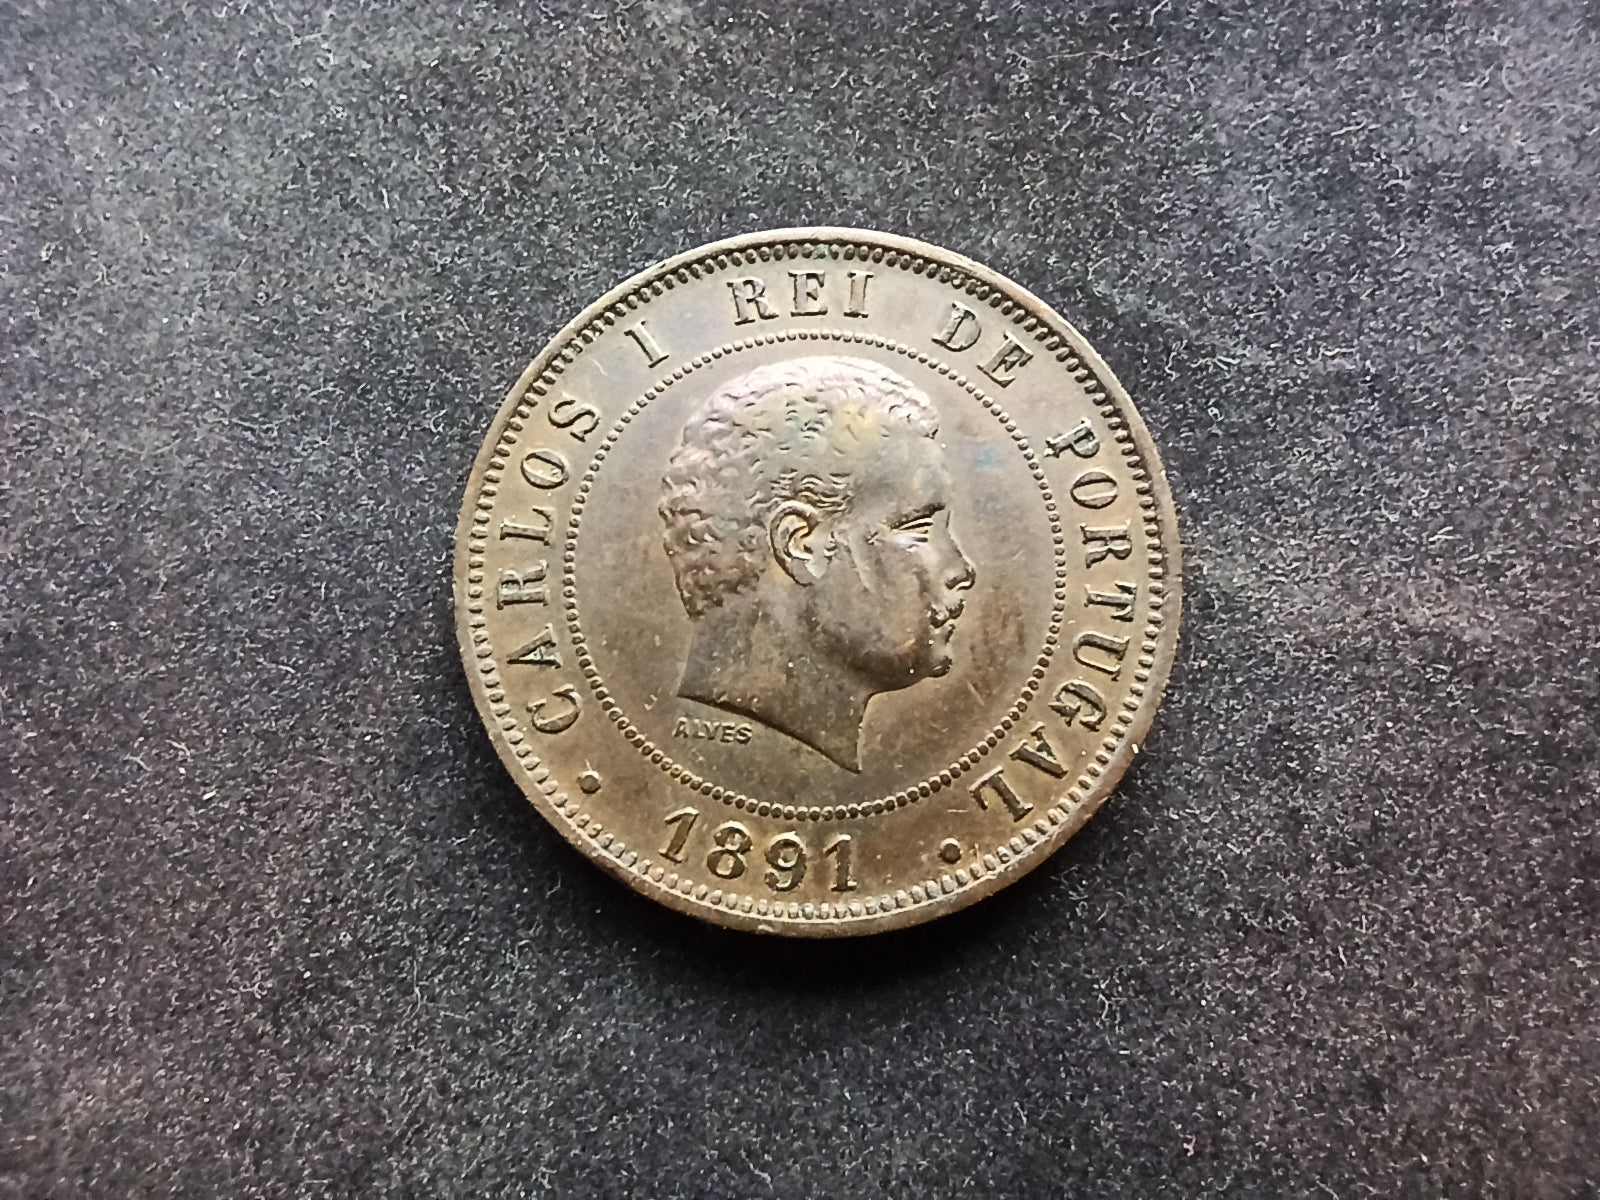 CARLOS I REI DE PORTUGAL
ALVES
• 1891 •